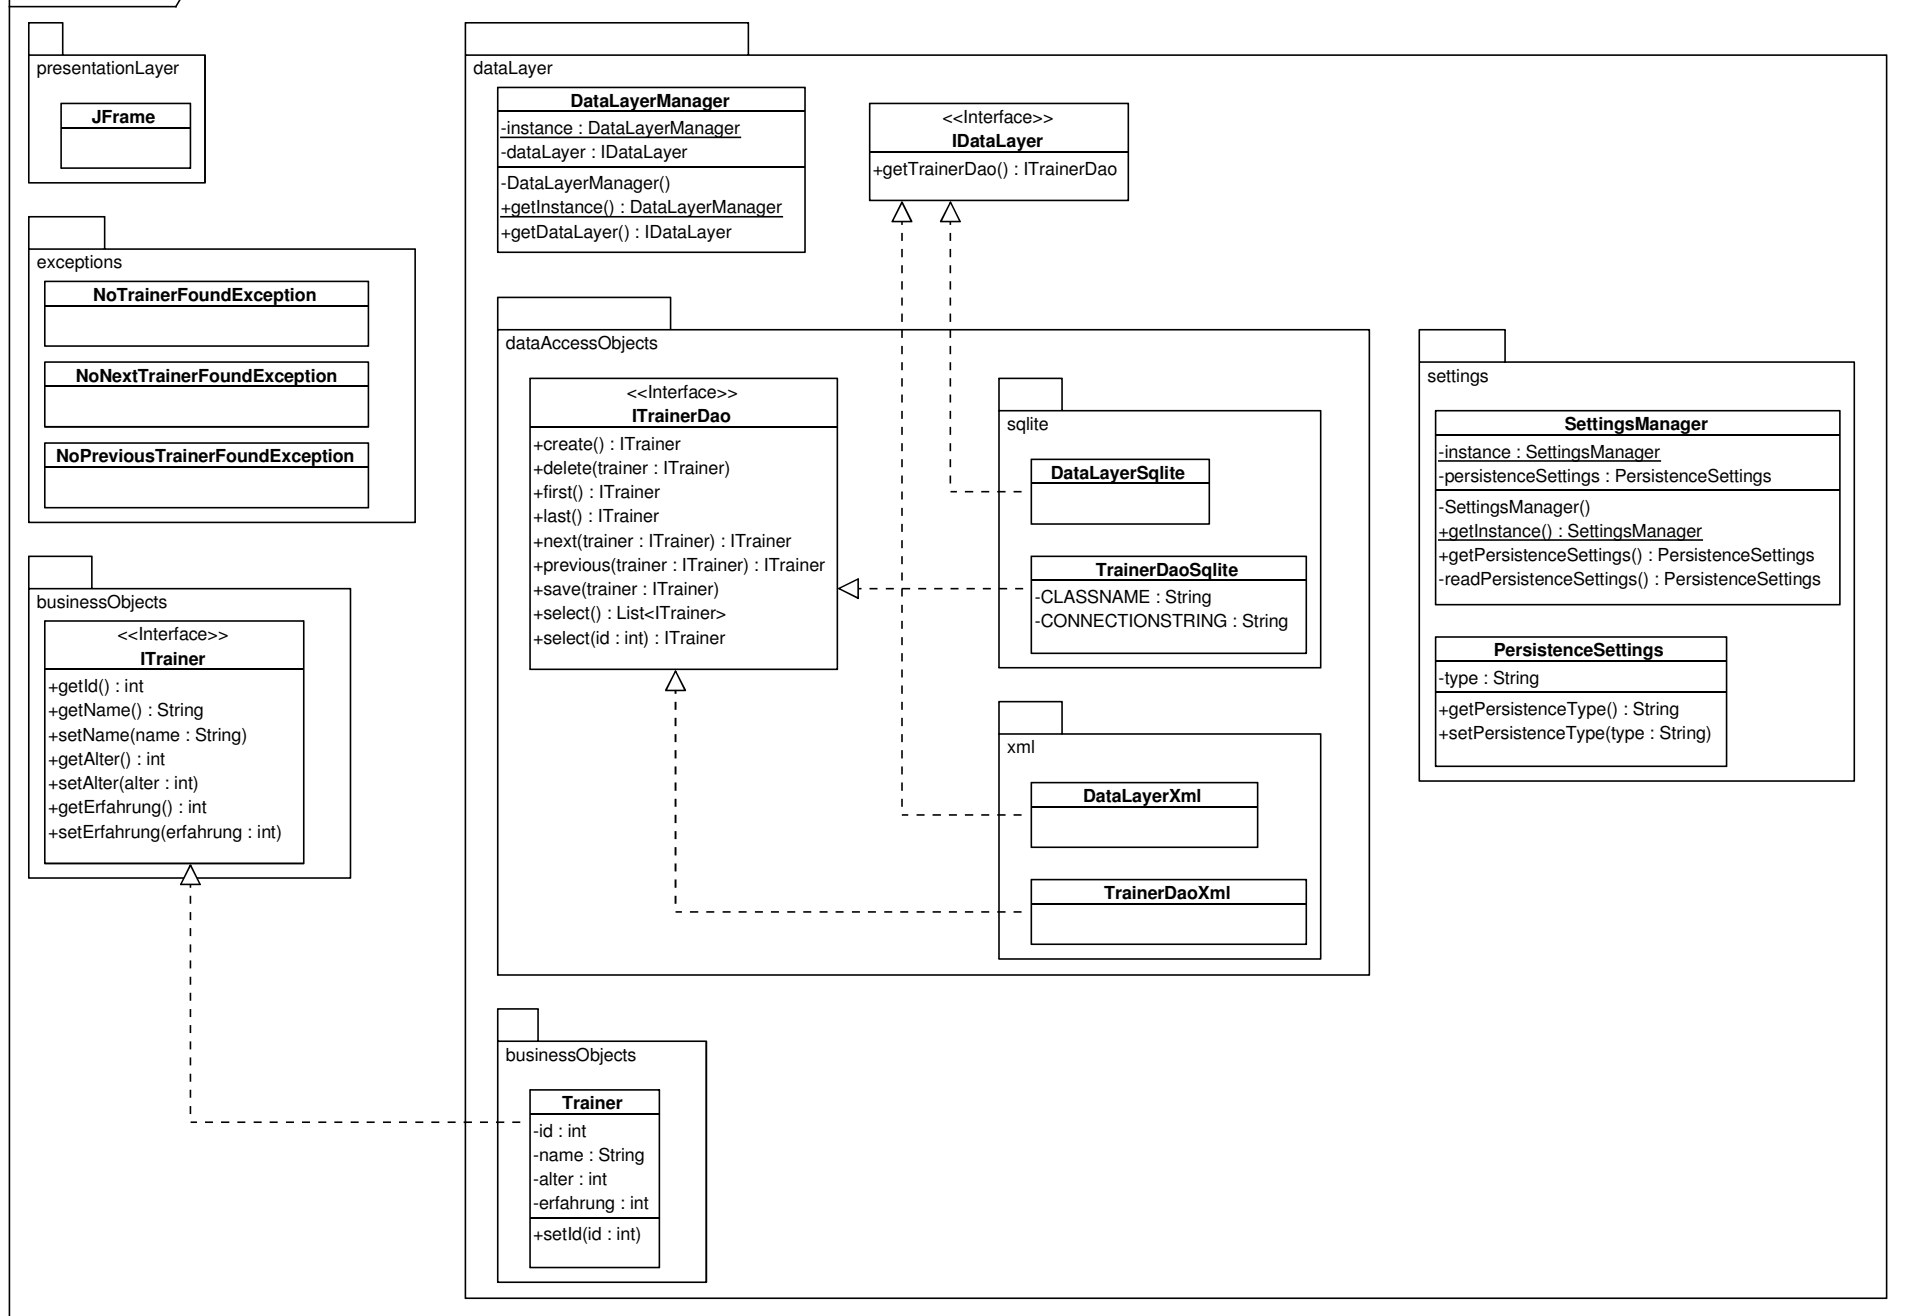 presentationLayer
JFrame
exceptions
NoTrainerFoundException
NoNextTrainerFoundException
NoPreviousTrainerFoundException
businessObjects
<<Interface>>
ITrainer
+getId() : int
+getName() : String
+setName(name : String)
+getAlter() : int
+setAlter(alter : int)
+getErfahrung() : int
+setErfahrung(erfahrung : int)
dataLayer
DataLayerManager
-instance : DataLayerManager
-dataLayer : IDataLayer
-DataLayerManager()
+getInstance() : DataLayerManager
+getDataLayer() : IDataLayer
<<Interface>>
IDataLayer
+getTrainerDao() : ITrainerDao
dataAccessObjects
<<Interface>>
ITrainerDao
+create() : ITrainer
+delete(trainer : ITrainer)
+first() : ITrainer
+last() : ITrainer
+next(trainer : ITrainer) : ITrainer
+previous(trainer : ITrainer) : ITrainer
+save(trainer : ITrainer)
+select() : List<ITrainer>
+select(id : int) : ITrainer
sqlite
DataLayerSqlite
TrainerDaoSqlite
-CLASSNAME : String
-CONNECTIONSTRING : String
xml
DataLayerXml
TrainerDaoXml
settings
SettingsManager
-instance : SettingsManager
-persistenceSettings : PersistenceSettings
-SettingsManager()
+getInstance() : SettingsManager
+getPersistenceSettings() : PersistenceSettings
-readPersistenceSettings() : PersistenceSettings
PersistenceSettings
-type : String
+getPersistenceType() : String
+setPersistenceType(type : String)
businessObjects
Trainer
-id : int
-name : String
-alter : int
-erfahrung : int
+setId(id : int)